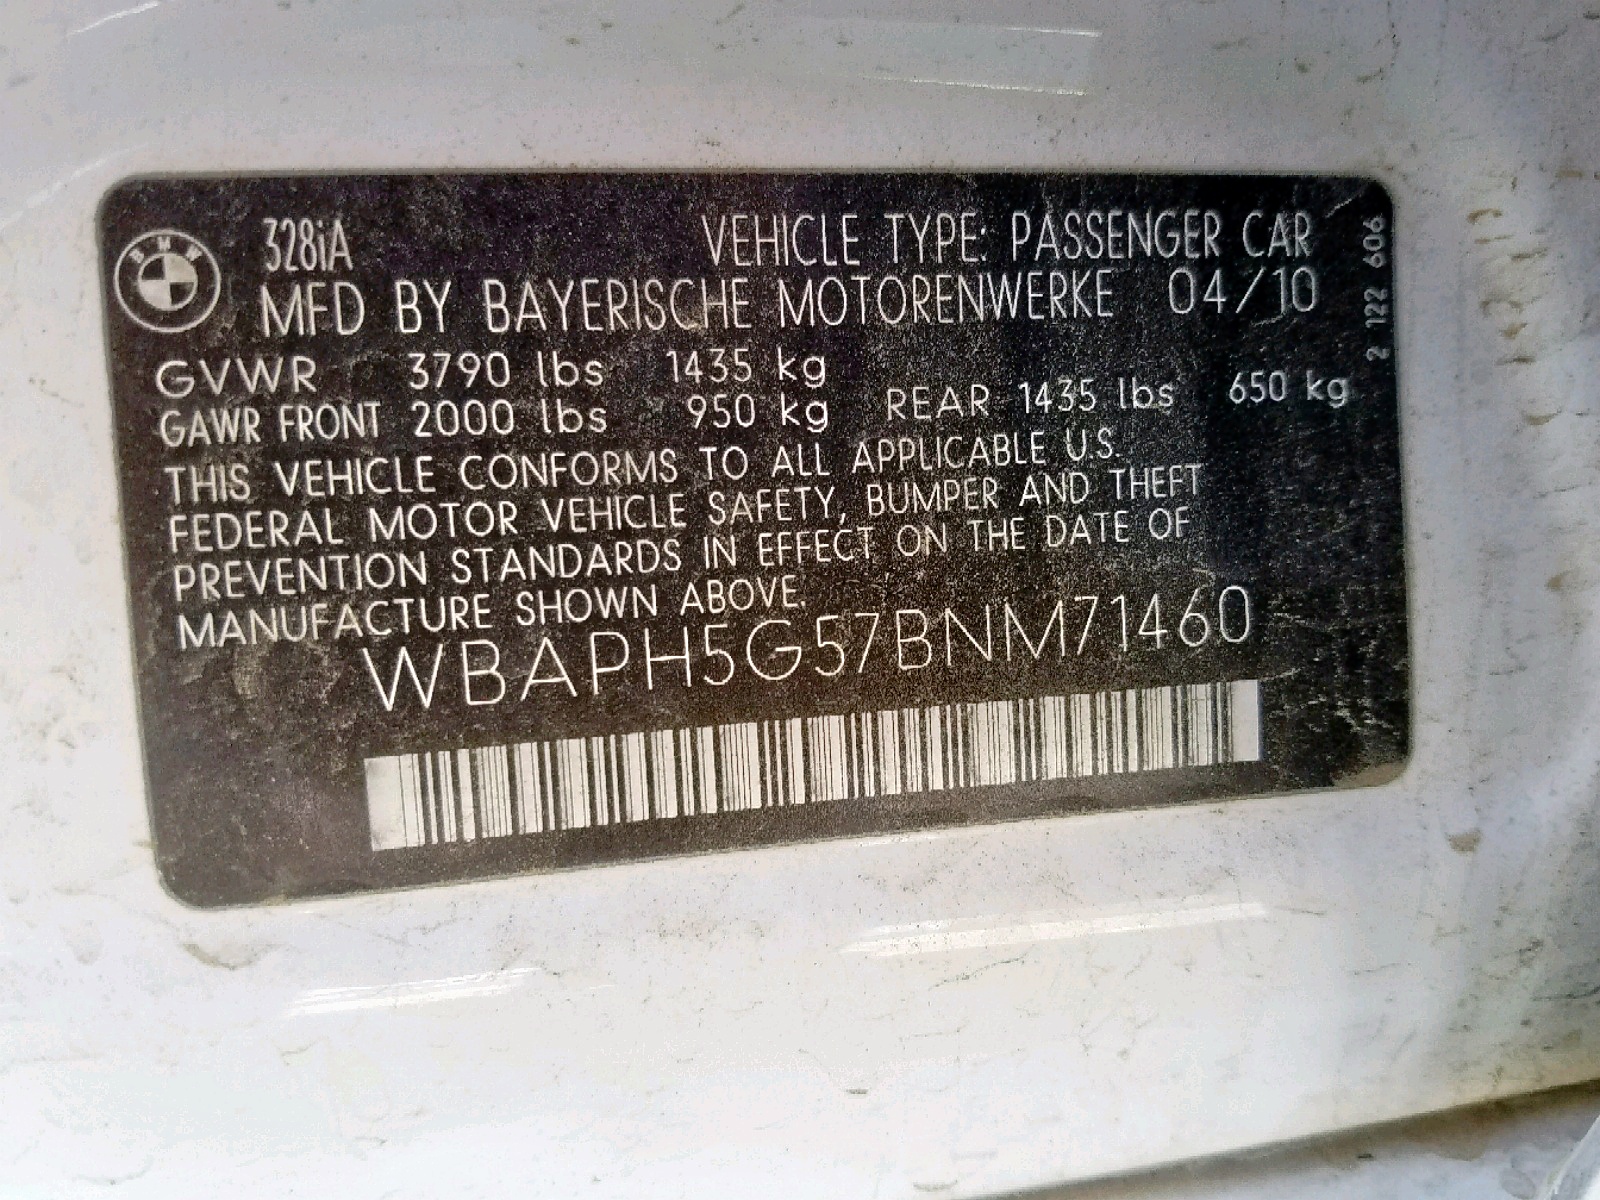 BMW
328iA VEHICLE TYPE: PASSENGER CAR
MFD BY BAYERISCHE MOTORENWERKE 04/10
GVWR 3790 lbs 1435 kg
GAWR FRONT 2000 lbs 950 kg REAR 1435 lbs 650 kg
THIS VEHICLE CONFORMS TO ALL APPLICABLE U.S.
FEDERAL MOTOR VEHICLE SAFETY, BUMPER AND THEFT
PREVENTION STANDARDS IN EFFECT ON THE DATE OF
MANUFACTURE SHOWN ABOVE.
WBAPH5G57BNM71460
2 122 606